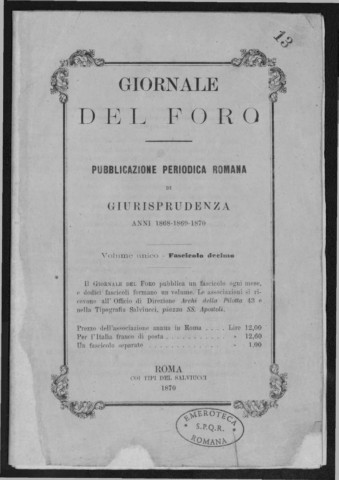 13
GIORNALE
DEL FORO
PUBBLICAZIONE PERIODICA ROMANA
DI
GIURISPRUDENZA
ANNI 1868-1869-1870
Volume unico - Fascicolo decimo
Il GIORNALE DEL FORO pubblica un fascicolo ogni mese,
e dodici fascicoli formano un volume. Le associazioni si ri-
cevono all'Officio di Direzione Archi della Pilotta 13 e
nella Tipografia Salviucci, piazza SS. Apostoli.
Prezzo dell'associazione annua in Roma . . . . Lire 12,00
Per l'Italia franco di posta . . . . . . . . . » 12,60
Un fascicolo separato . . . . . . . . . . . . » 1,00
ROMA
COI TIPI DEL SALVIUCCI
1870
EMEROTECA
S.P.Q.R.
ROMANA